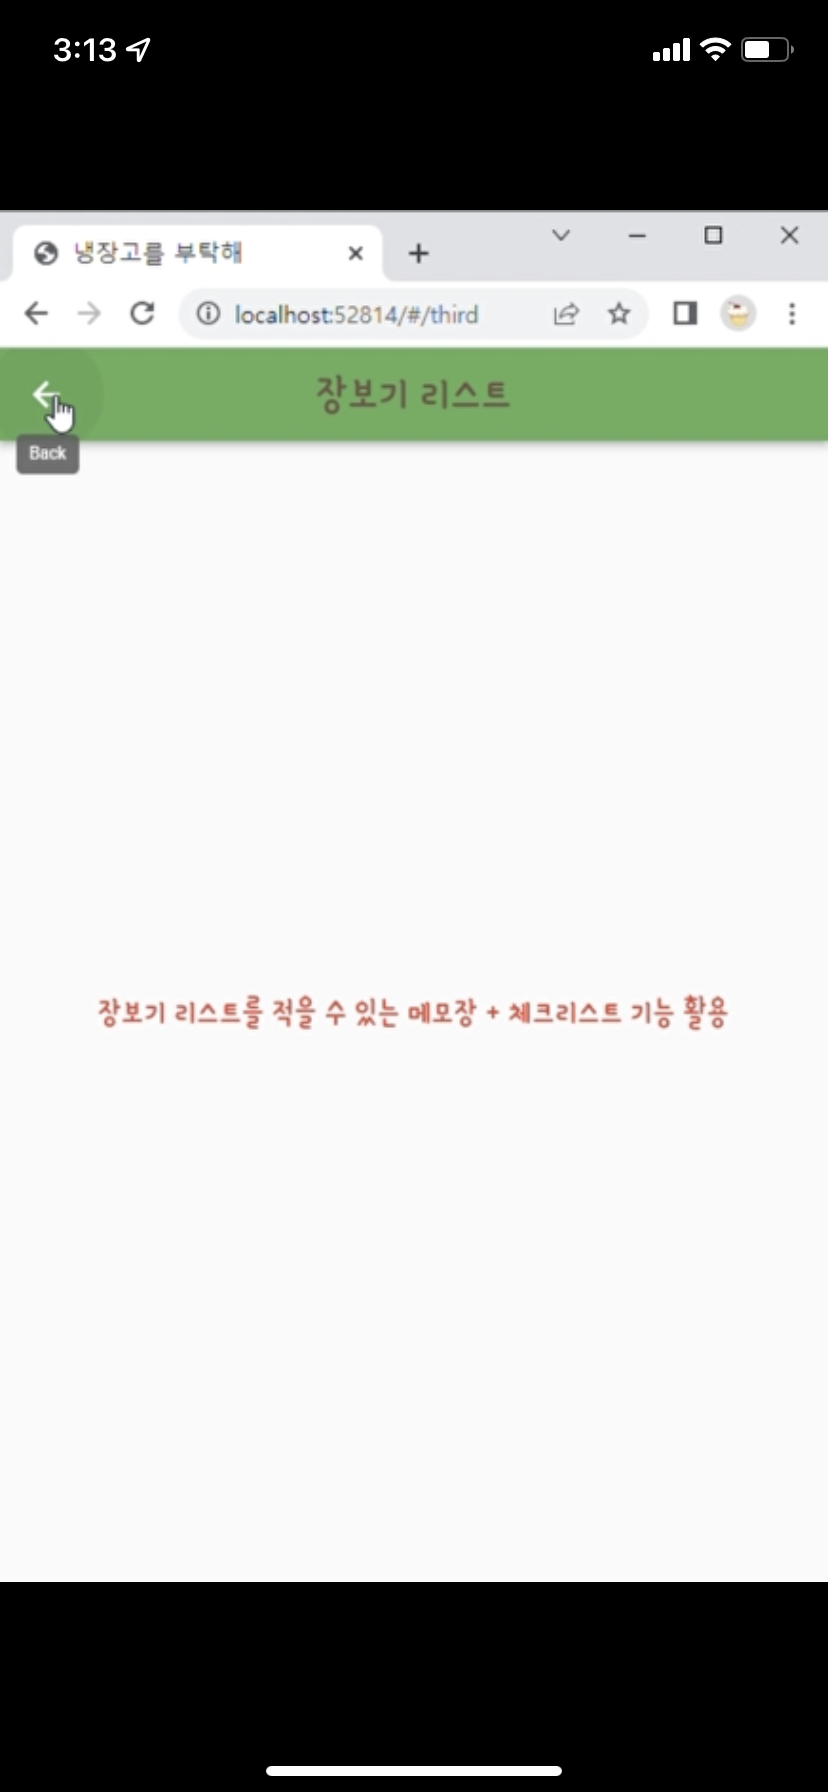 3:13
냉장고를 부탁해
localhost:52814/#/third
장보기 리스트
Back
장보기 리스트를 적을 수 있는 메모장 + 체크리스트 기능 활용